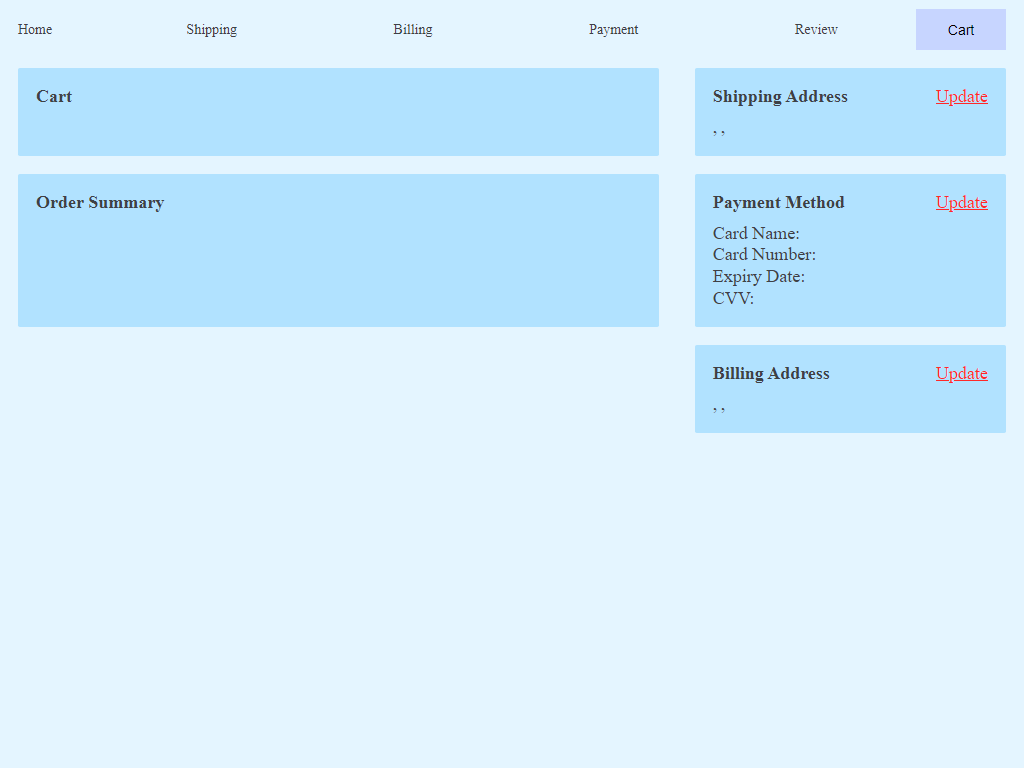 Home Shipping Billing Payment Review Cart
Cart
Order Summary
Shipping Address Update
, ,
Payment Method Update
Card Name:
Card Number:
Expiry Date:
CVV:
Billing Address Update
, ,